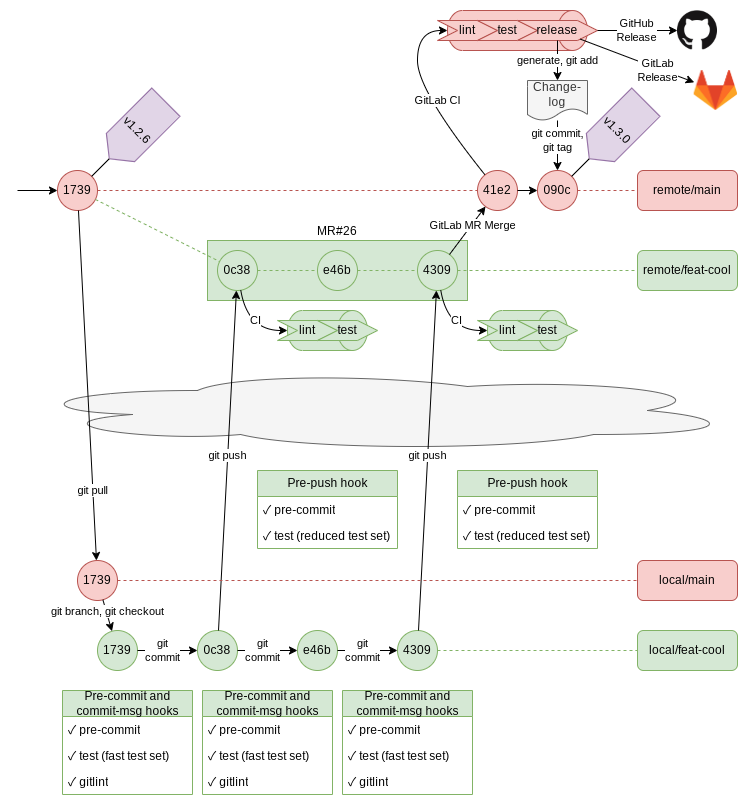 lint
test
release
GitHub
Release
generate, git add
GitLab
Release
Change-
log
GitLab CI
v1.2.6
git commit,
git tag
v1.3.0
1739
41e2
090c
remote/main
GitLab MR Merge
MR#26
0c38
e46b
4309
remote/feat-cool
CI
lint
test
CI
lint
test
git push
git push
Pre-push hook
✓ pre-commit
✓ test (reduced test set)
Pre-push hook
✓ pre-commit
✓ test (reduced test set)
git pull
1739
local/main
git branch, git checkout
1739
git
commit
0c38
git
commit
e46b
git
commit
4309
local/feat-cool
Pre-commit and
commit-msg hooks
✓ pre-commit
✓ test (fast test set)
✓ gitlint
Pre-commit and
commit-msg hooks
✓ pre-commit
✓ test (fast test set)
✓ gitlint
Pre-commit and
commit-msg hooks
✓ pre-commit
✓ test (fast test set)
✓ gitlint